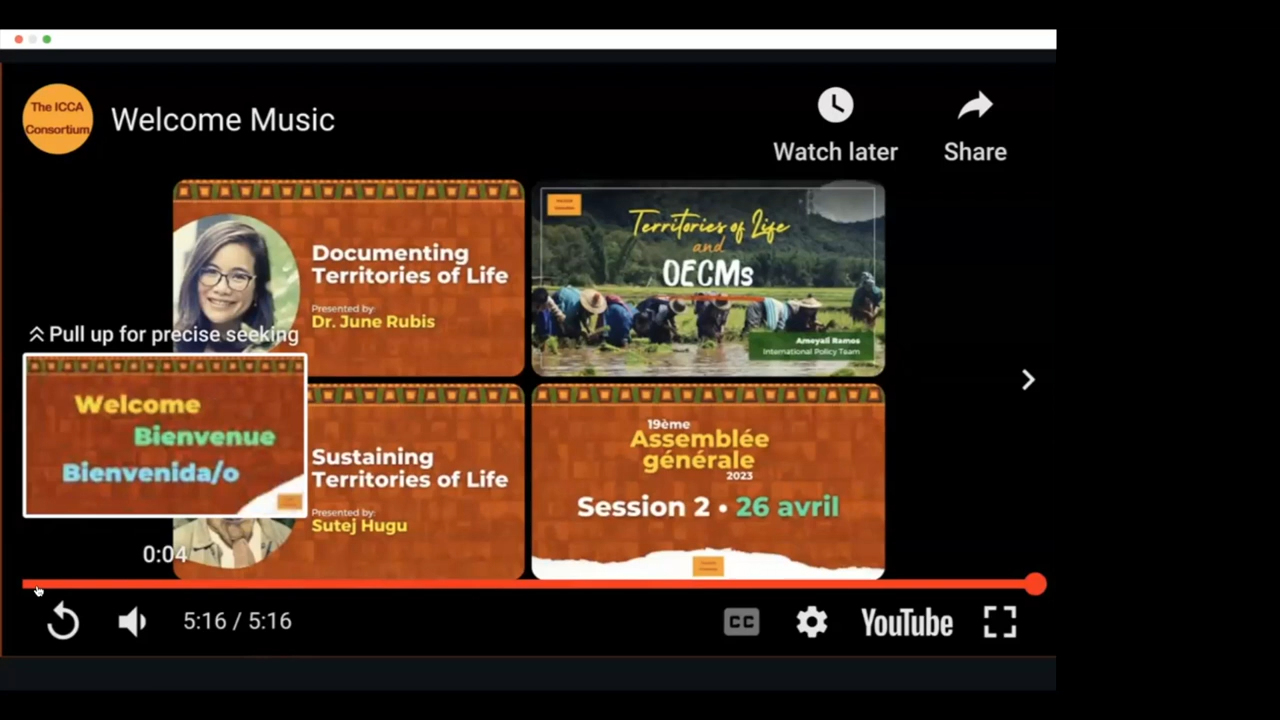 The ICCA
Consortium
Welcome Music
Watch later
Share
Documenting
Territories of Life
Presented by:
Dr. June Rubis
Territories of Life
and
OECMs
Ameyali Ramos
International Policy Team
Pull up for precise seeking
Welcome
Bienvenue
Bienvenida/o
0:04
Sustaining
Territories of Life
Presented by:
Sutej Hugu
19ème
Assemblée
générale
2023
Session 2 • 26 avril
5:16 / 5:16
CC
YouTube